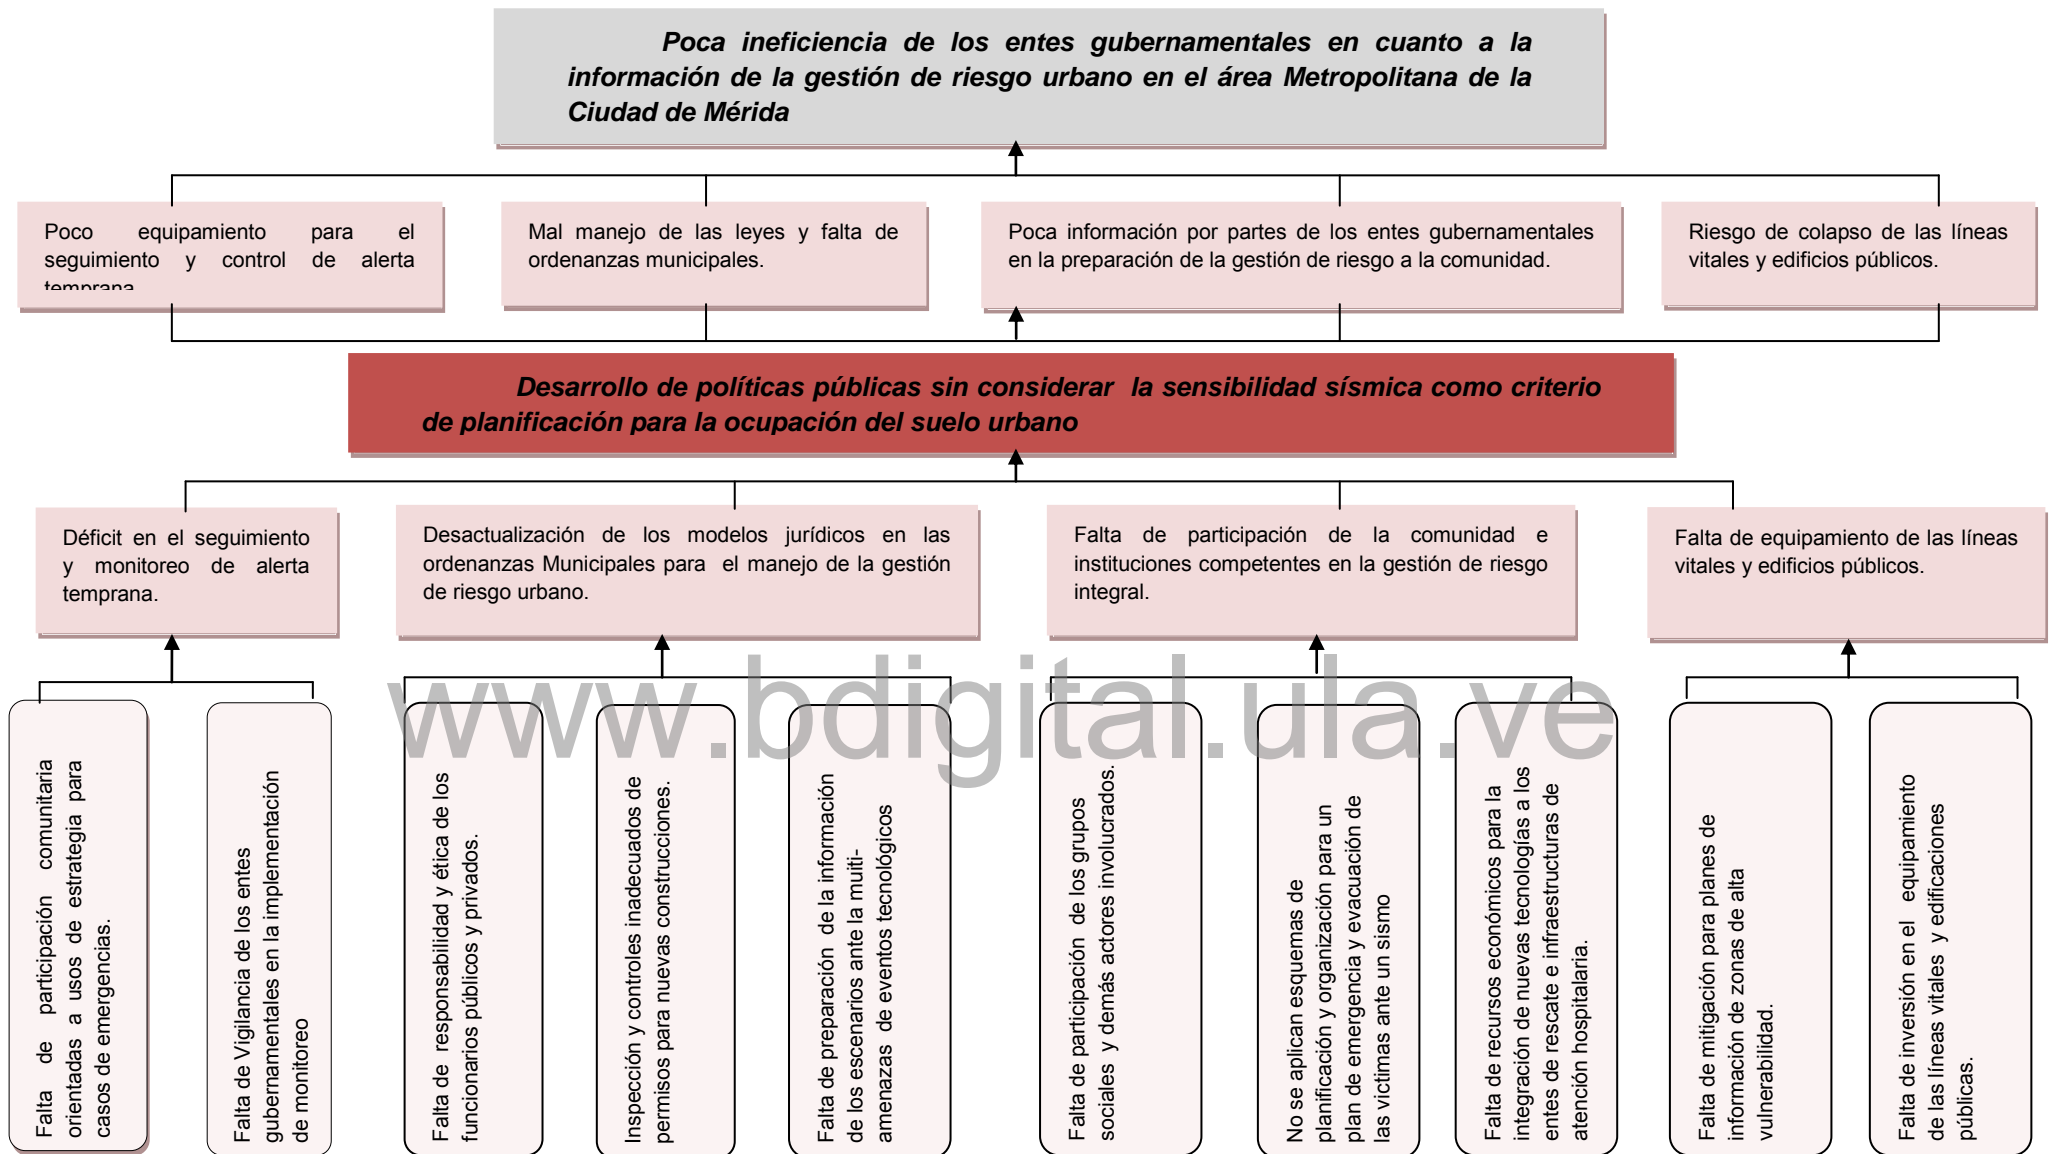 Poca ineficiencia de los entes gubernamentales en cuanto a la
información de la gestión de riesgo urbano en el área Metropolitana de la
Ciudad de Mérida
Poco equipamiento para el
seguimiento y control de alerta
temprana
Mal manejo de las leyes y falta de
ordenanzas municipales.
Poca información por partes de los entes gubernamentales
en la preparación de la gestión de riesgo a la comunidad.
Riesgo de colapso de las líneas
vitales y edificios públicos.
Desarrollo de políticas públicas sin considerar la sensibilidad sísmica como criterio
de planificación para la ocupación del suelo urbano
Déficit en el seguimiento
y monitoreo de alerta
temprana.
Desactualización de los modelos jurídicos en las
ordenanzas Municipales para el manejo de la gestión
de riesgo urbano.
Falta de participación de la comunidad e
instituciones competentes en la gestión de riesgo
integral.
Falta de equipamiento de las líneas
vitales y edificios públicos.
Falta de participación comunitaria
orientadas a usos de estrategia para
casos de emergencias.
Falta de Vigilancia de los entes
gubernamentales en la implementación
de monitoreo
Falta de responsabilidad y ética de los
funcionarios públicos y privados.
Inspección y controles inadecuados de
permisos para nuevas construcciones.
Falta de preparación de la información
de los escenarios ante la muiti-
amenazas de eventos tecnológicos
Falta de participación de los grupos
sociales y demás actores involucrados.
No se aplican esquemas de
planificación y organización para un
plan de emergencia y evacuación de
las victimas ante un sismo
Falta de recursos económicos para la
integración de nuevas tecnologías a los
entes de rescate e infraestructuras de
atención hospitalaria.
Falta de mitigación para planes de
información de zonas de alta
vulnerabilidad.
Falta de inversión en el equipamiento
de las líneas vitales y edificaciones
públicas.
www.bdigital.ula.ve